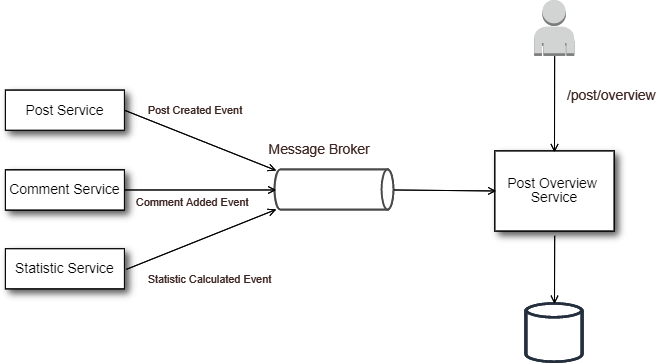 /post/overview
Post Service
Post Created Event
Message Broker
Comment Service
Comment Added Event
Post Overview
Service
Statistic Service
Statistic Calculated Event